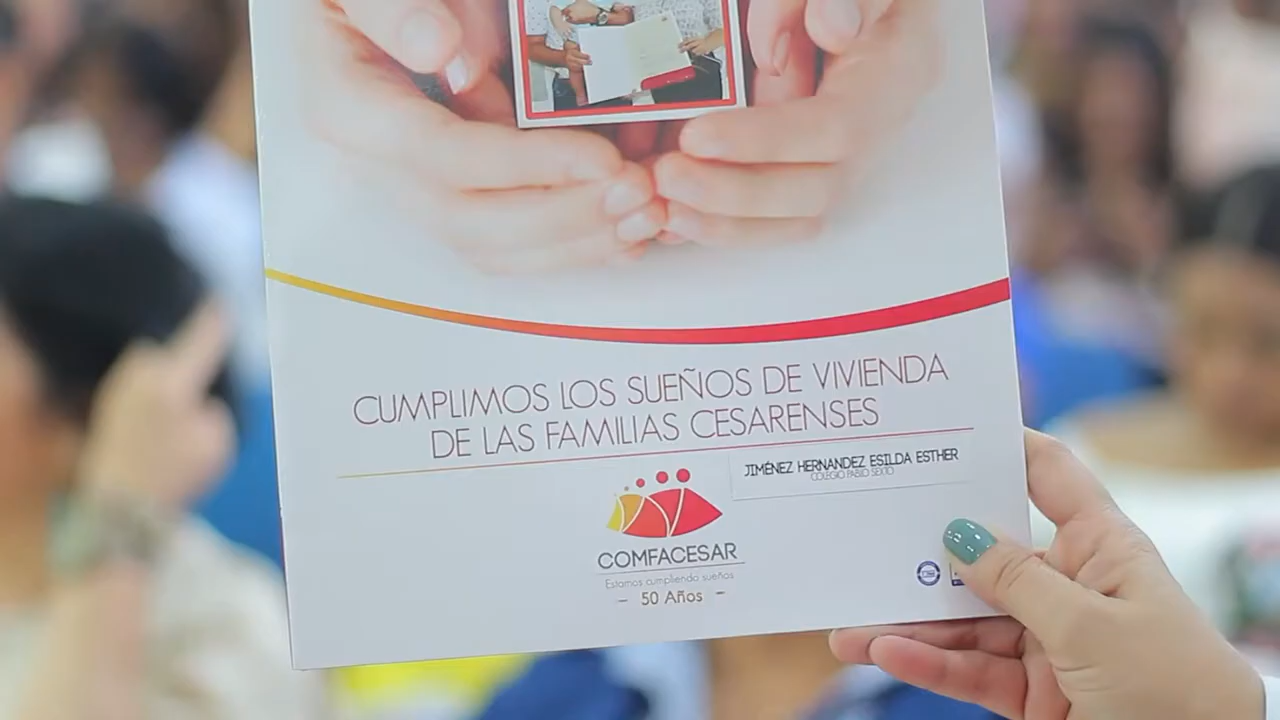 CUMPLIMOS LOS SUEÑOS DE VIVIENDA
DE LAS FAMILIAS CESARENSES
JIMÉNEZ HERNANDEZ ESILDA ESTHER
COLEGIO PABLO SEXTO
COMFACESAR
Estamos cumpliendo sueños
- 50 Años -